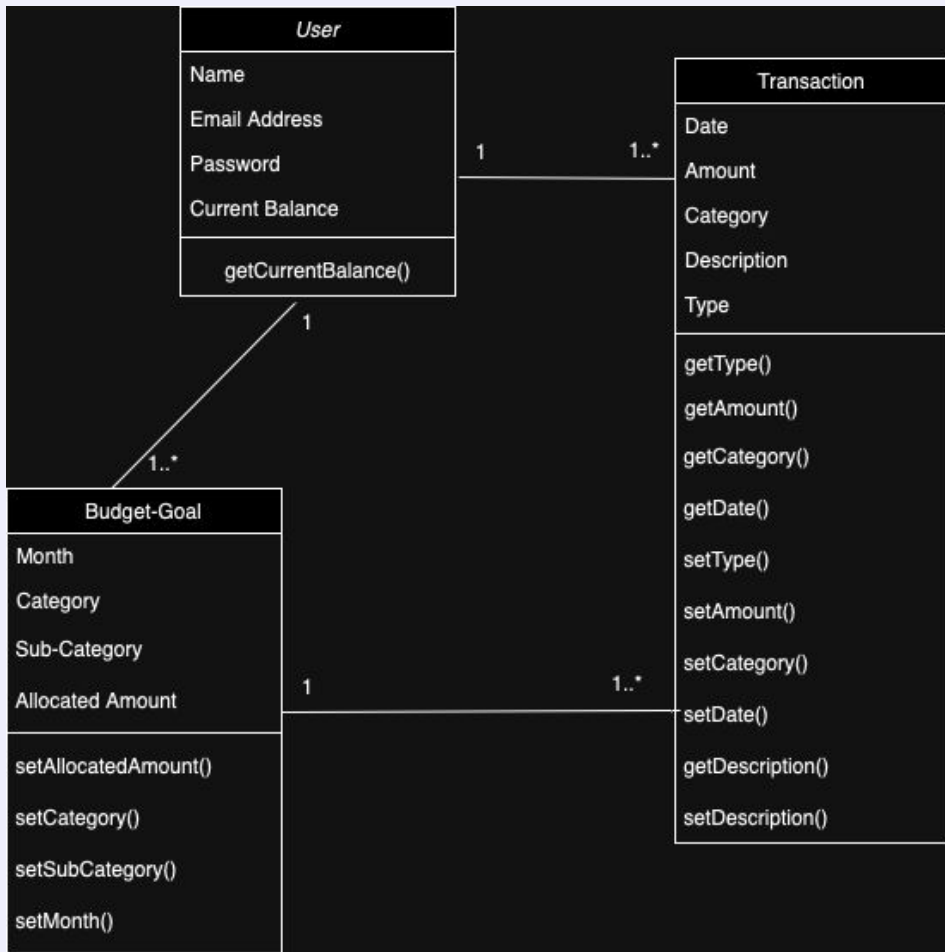 User
Name
Email Address
Password
Current Balance
getCurrentBalance()
1
1..*
Transaction
Date
Amount
Category
Description
Type
getType()
getAmount()
getCategory()
getDate()
setType()
setAmount()
setCategory()
setDate()
getDescription()
setDescription()
1
1..*
Budget-Goal
Month
Category
Sub-Category
Allocated Amount
setAllocatedAmount()
setCategory()
setSubCategory()
setMonth()
1
1..*